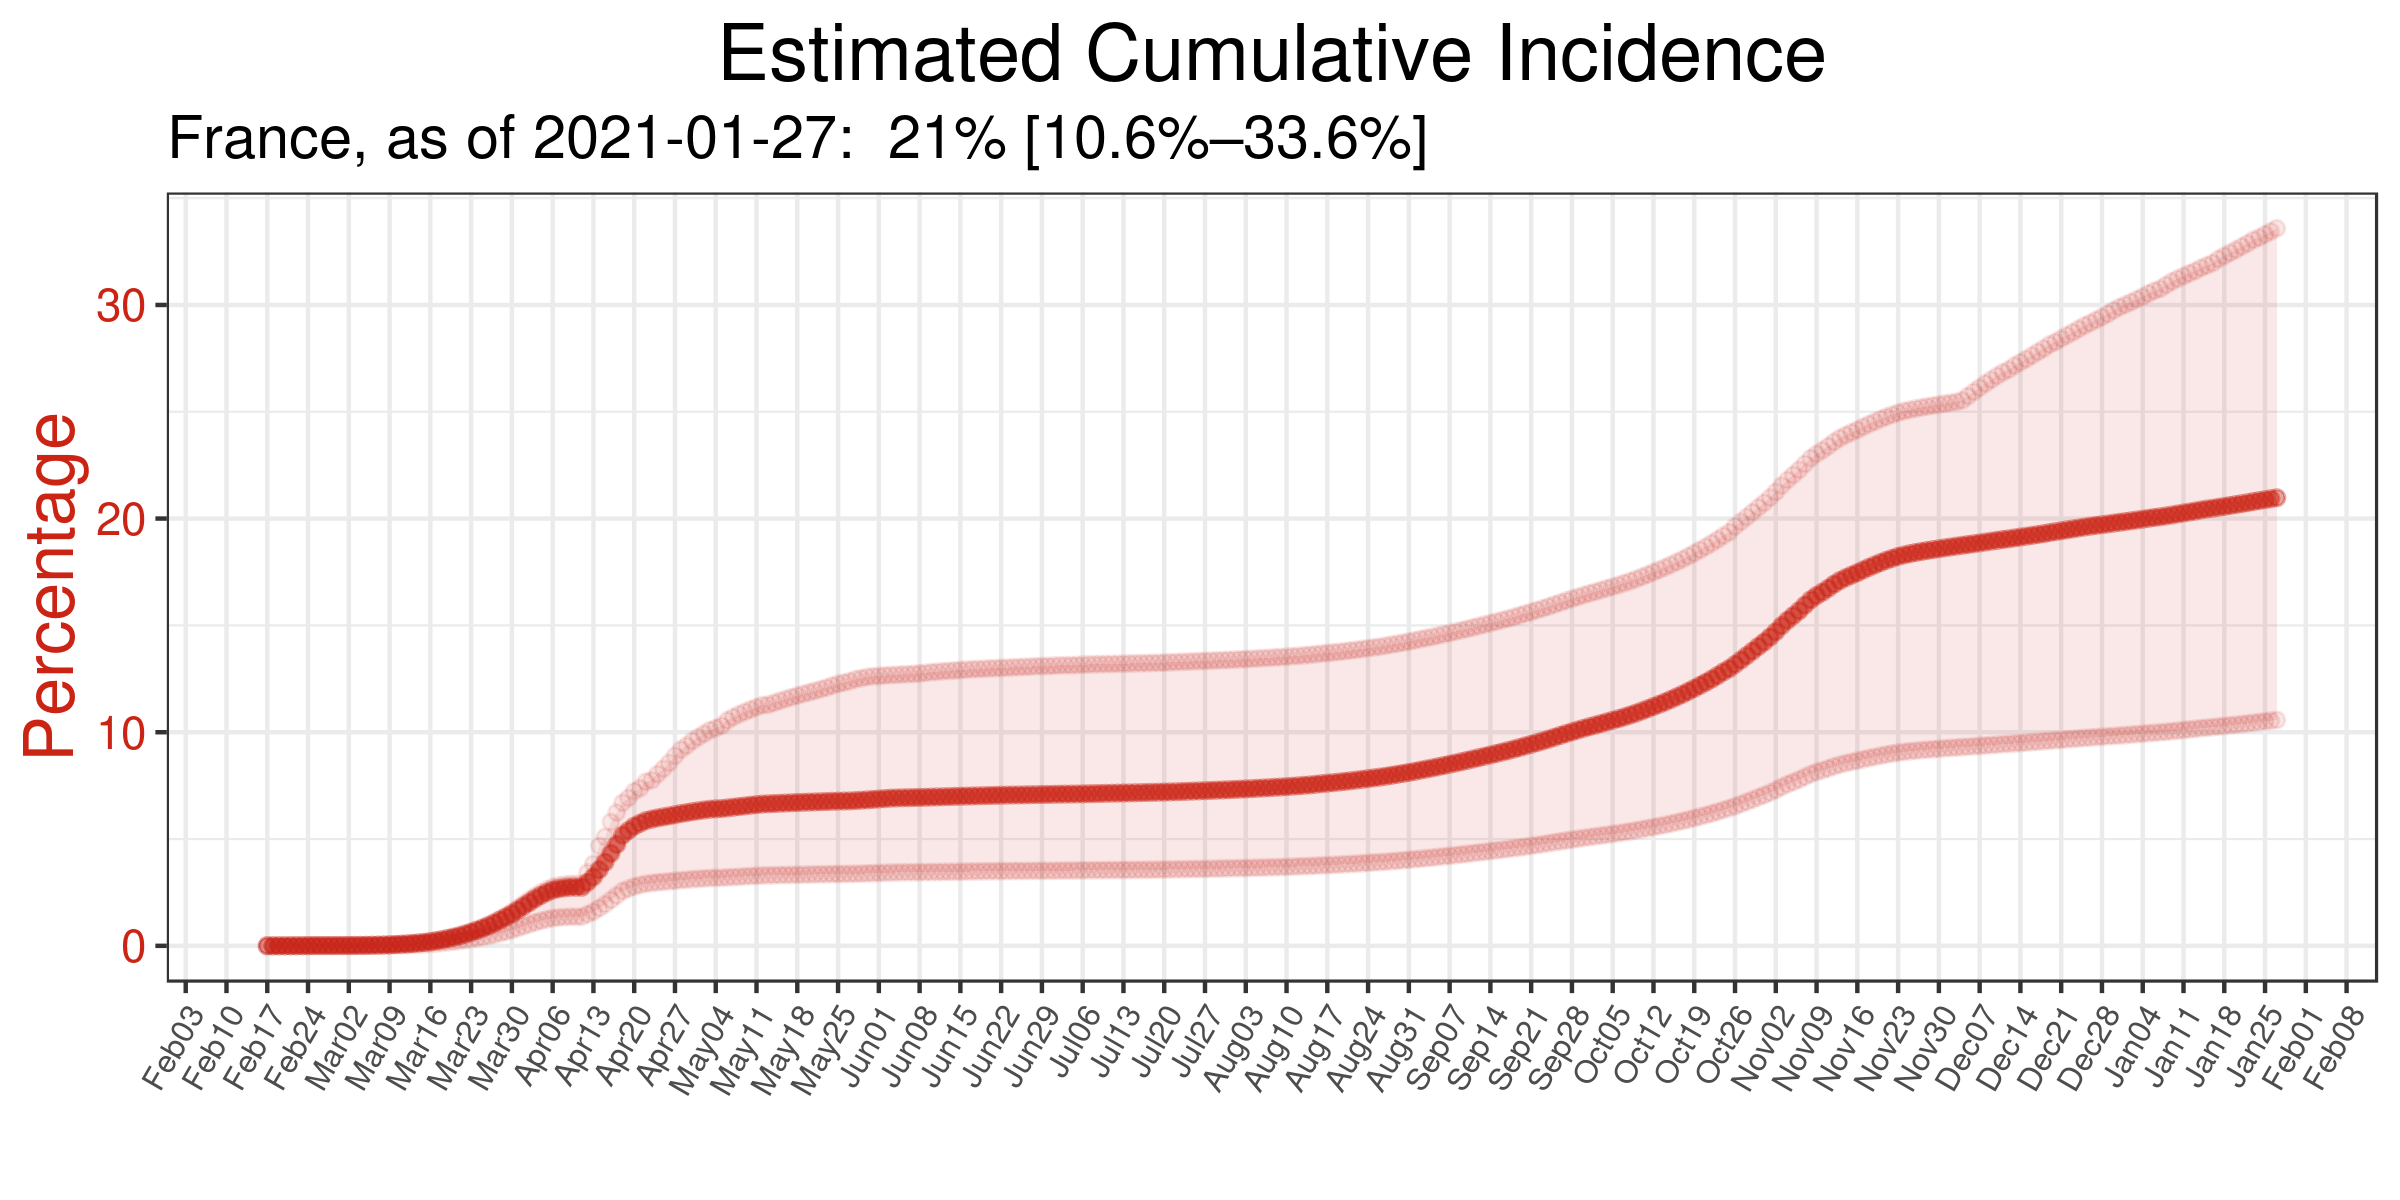 Estimated Cumulative Incidence
France, as of 2021-01-27:  21% [10.6%–33.6%]
Percentage
30
20
10
0
Feb03
Feb10
Feb17
Feb24
Mar02
Mar09
Mar16
Mar23
Mar30
Apr06
Apr13
Apr20
Apr27
May04
May11
May18
May25
Jun01
Jun08
Jun15
Jun22
Jun29
Jul06
Jul13
Jul20
Jul27
Aug03
Aug10
Aug17
Aug24
Aug31
Sep07
Sep14
Sep21
Sep28
Oct05
Oct12
Oct19
Oct26
Nov02
Nov09
Nov16
Nov23
Nov30
Dec07
Dec14
Dec21
Dec28
Jan04
Jan11
Jan18
Jan25
Feb01
Feb08